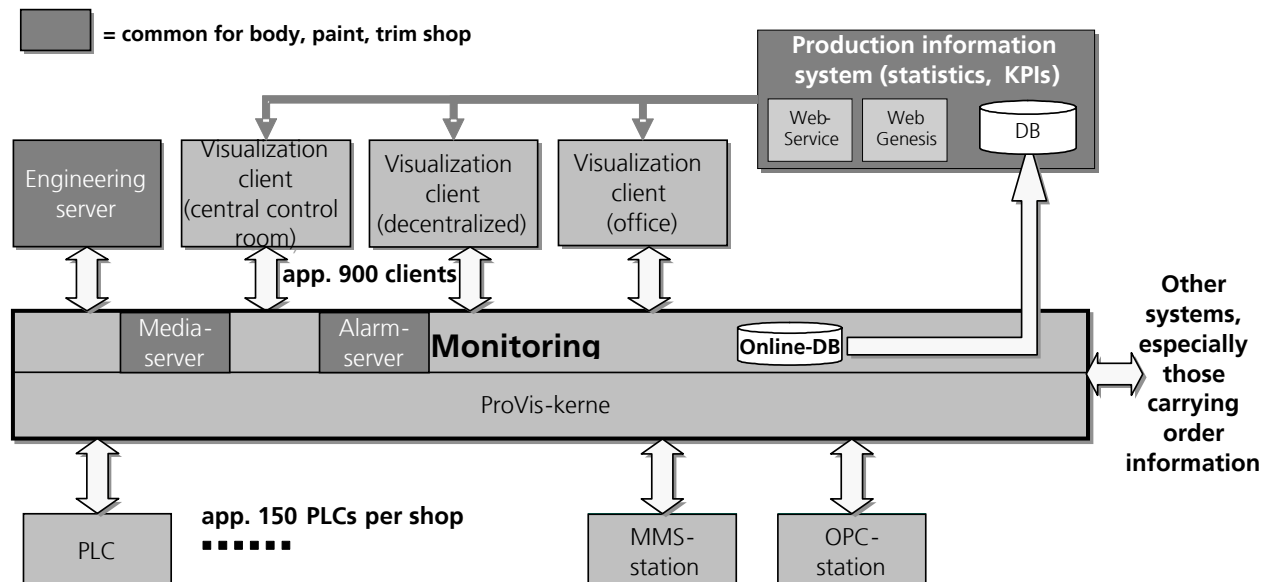 = common for body, paint, trim shop
Production information
system (statistics, KPIs)
Web-
Service
Web
Genesis
DB
Engineering
server
Visualization
client
(central control
room)
Visualization
client
(decentralized)
Visualization
client
(office)
app. 900 clients
Media-
server
Alarm-
server
Monitoring
Online-DB
ProVis-kerne
Other
systems,
especially
those
carrying
order
information
PLC
app. 150 PLCs per shop
MMS-
station
OPC-
station